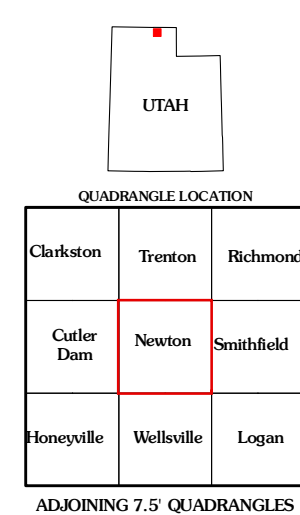 UTAH
QUADRANGLE LOCATION
Clarkston Trenton Richmond
Cutler Dam Newton Smithfield
Honeyville Wellsville Logan
ADJOINING 7.5' QUADRANGLES